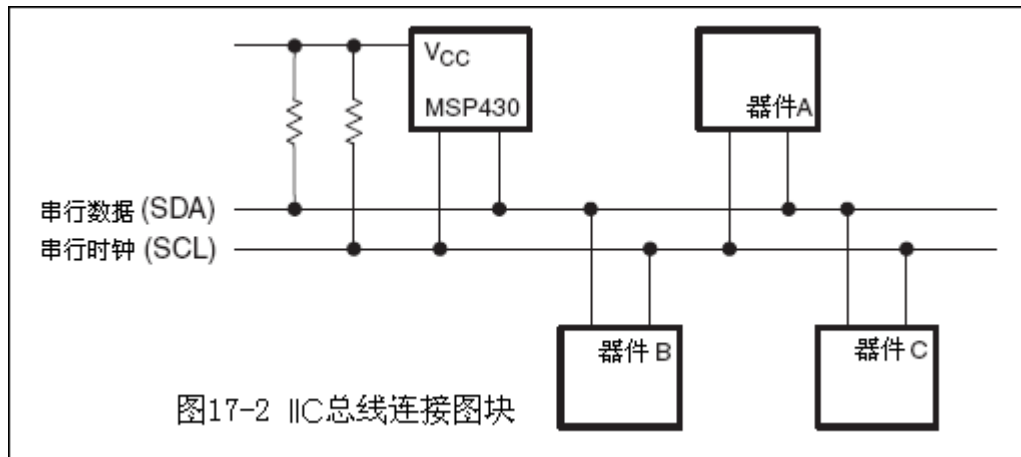 VCC
MSP430
器件A
串行数据 (SDA)
串行时钟 (SCL)
器件 B
器件 C
图17-2 IIC总线连接图块